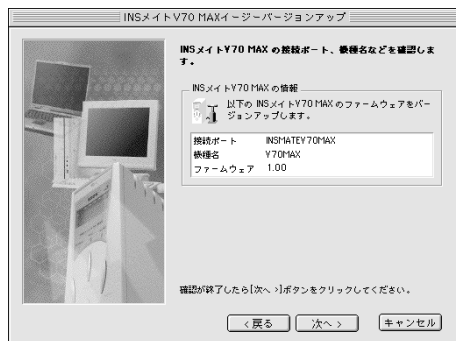 INSメイトV70 MAXイージーバージョンアップ
INSメイトV70 MAX の接続ポート、機種名などを確認しま
す。
INSメイトV70 MAX の情報
以下の INSメイトV70 MAX のファームウェアをバー
ジョンアップします。
接続ポート INSMATEV70MAX
機種名 V70MAX
ファームウェア 1.00
確認が終了したら[次へ >]ボタンをクリックしてください。
< 戻る 次へ > キャンセル